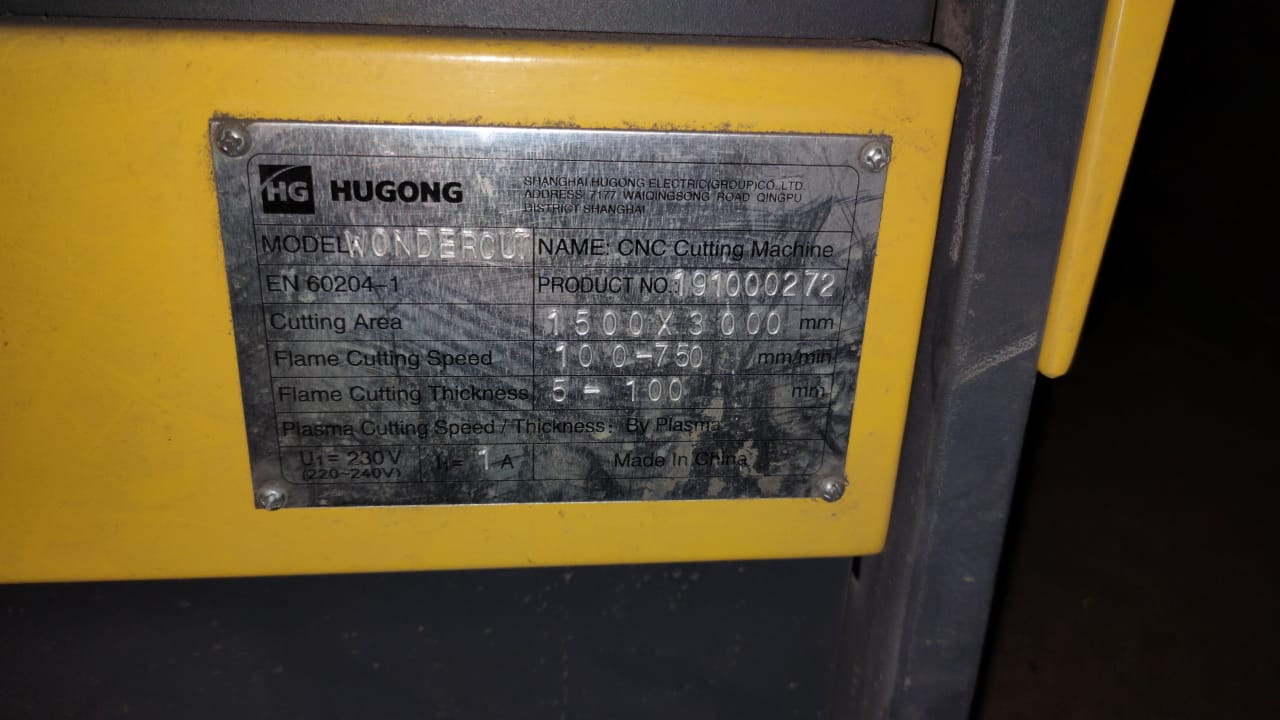 HG HUGONG
SHANGHAI HUGONG ELECTRIC(GROUP)CO.,LTD.
ADDRESS: 7177 WAIQINGSONG ROAD QINGPU
DISTRICT SHANGHAI
MODEL WONDERCUT NAME: CNC Cutting Machine
EN 60204-1 PRODUCT NO.: 191000272
Cutting Area 1500X3000 mm
Flame Cutting Speed 100-750 mm/min
Flame Cutting Thickness 5-100 mm
Plasma Cutting Speed / Thickness: By Plasma
U1= 230V I1= 1 A Made In China
(220~240V)